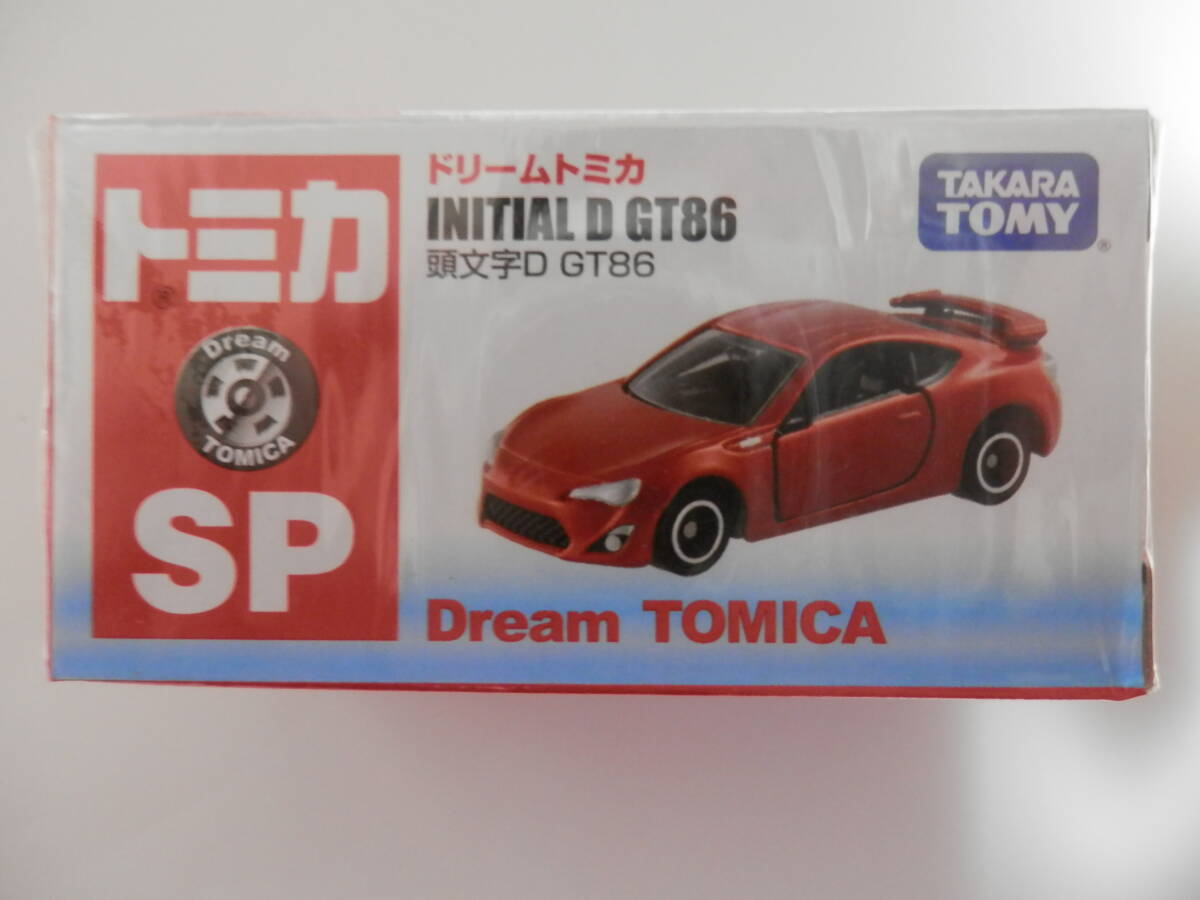 トミカ
®
Dream
TOMICA
SP
ドリームトミカ
INITIAL D GT86
頭文字D GT86
TAKARA
TOMY
®
Dream TOMICA